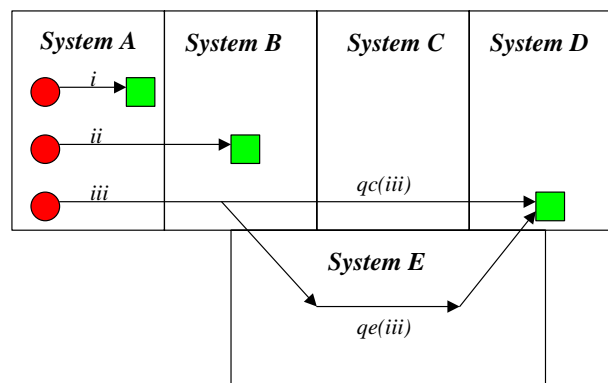 System A
System B
System C
System D
i
ii
iii
qc(iii)
System E
qe(iii)